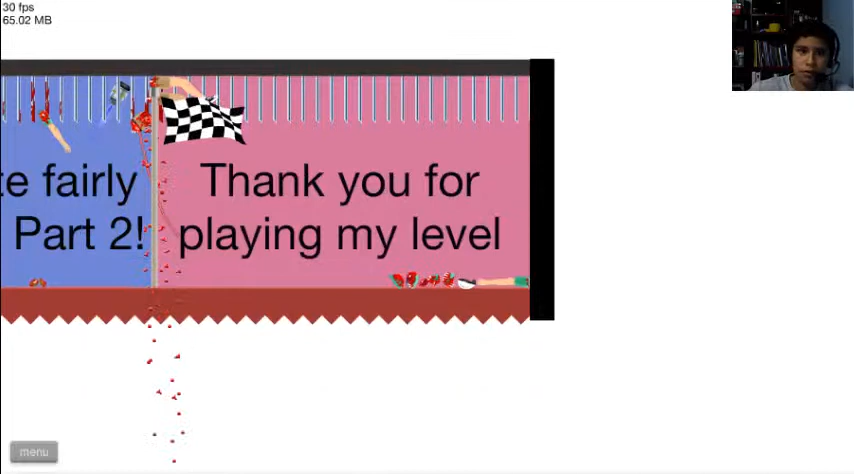 30 fps
65.02 MB
te fairly
Part 2!
Thank you for
playing my level
menu